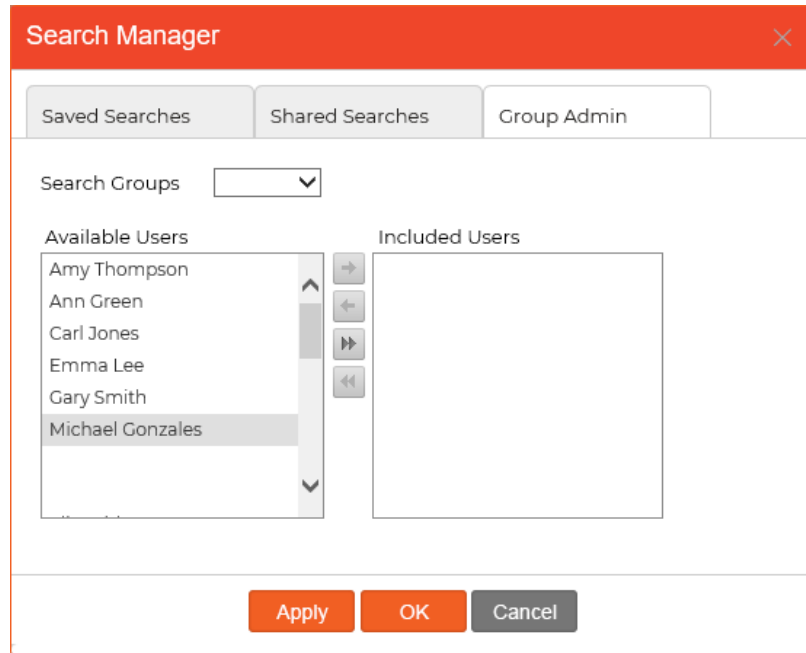 Search Manager
Saved Searches
Shared Searches
Group Admin
Search Groups
Available Users
Included Users
Amy Thompson
Ann Green
Carl Jones
Emma Lee
Gary Smith
Michael Gonzales
Apply
OK
Cancel